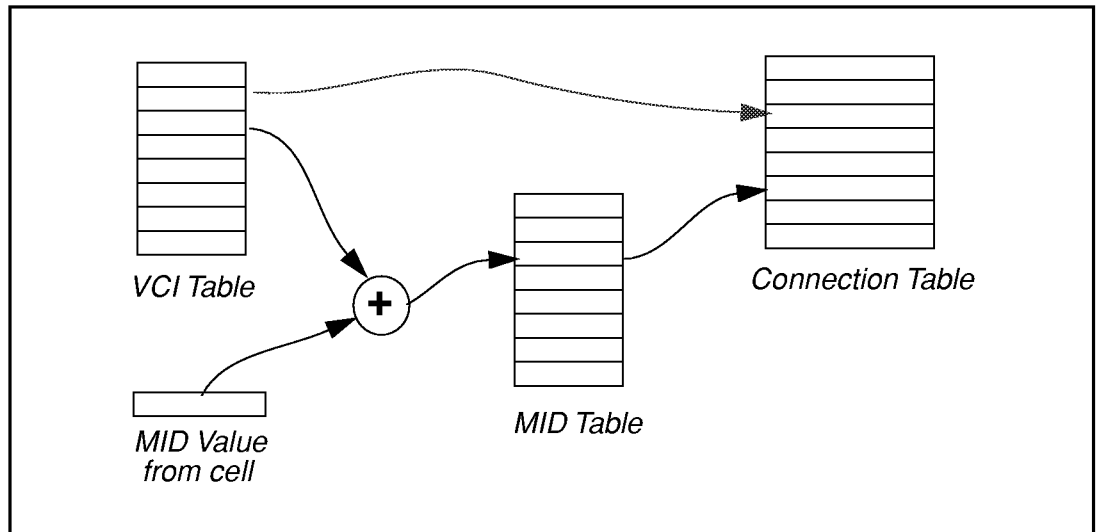 VCI Table
+
Connection Table
MID Table
MID Value
from cell